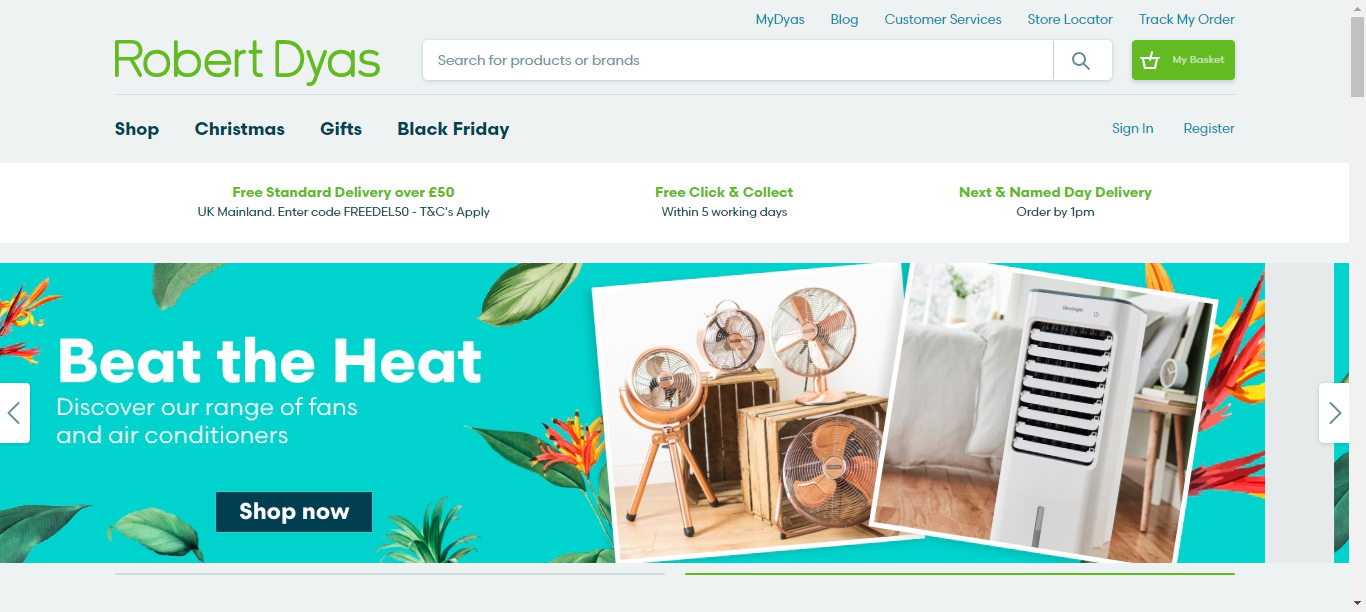 MyDyas Blog Customer Services Store Locator Track My Order
Robert Dyas
Search for products or brands
My Basket
Shop Christmas Gifts Black Friday
Sign In Register
Free Standard Delivery over £50
UK Mainland. Enter code FREEDEL50 - T&C's Apply
Free Click & Collect
Within 5 working days
Next & Named Day Delivery
Order by 1pm
Beat the Heat
Discover our range of fans
and air conditioners
Shop now